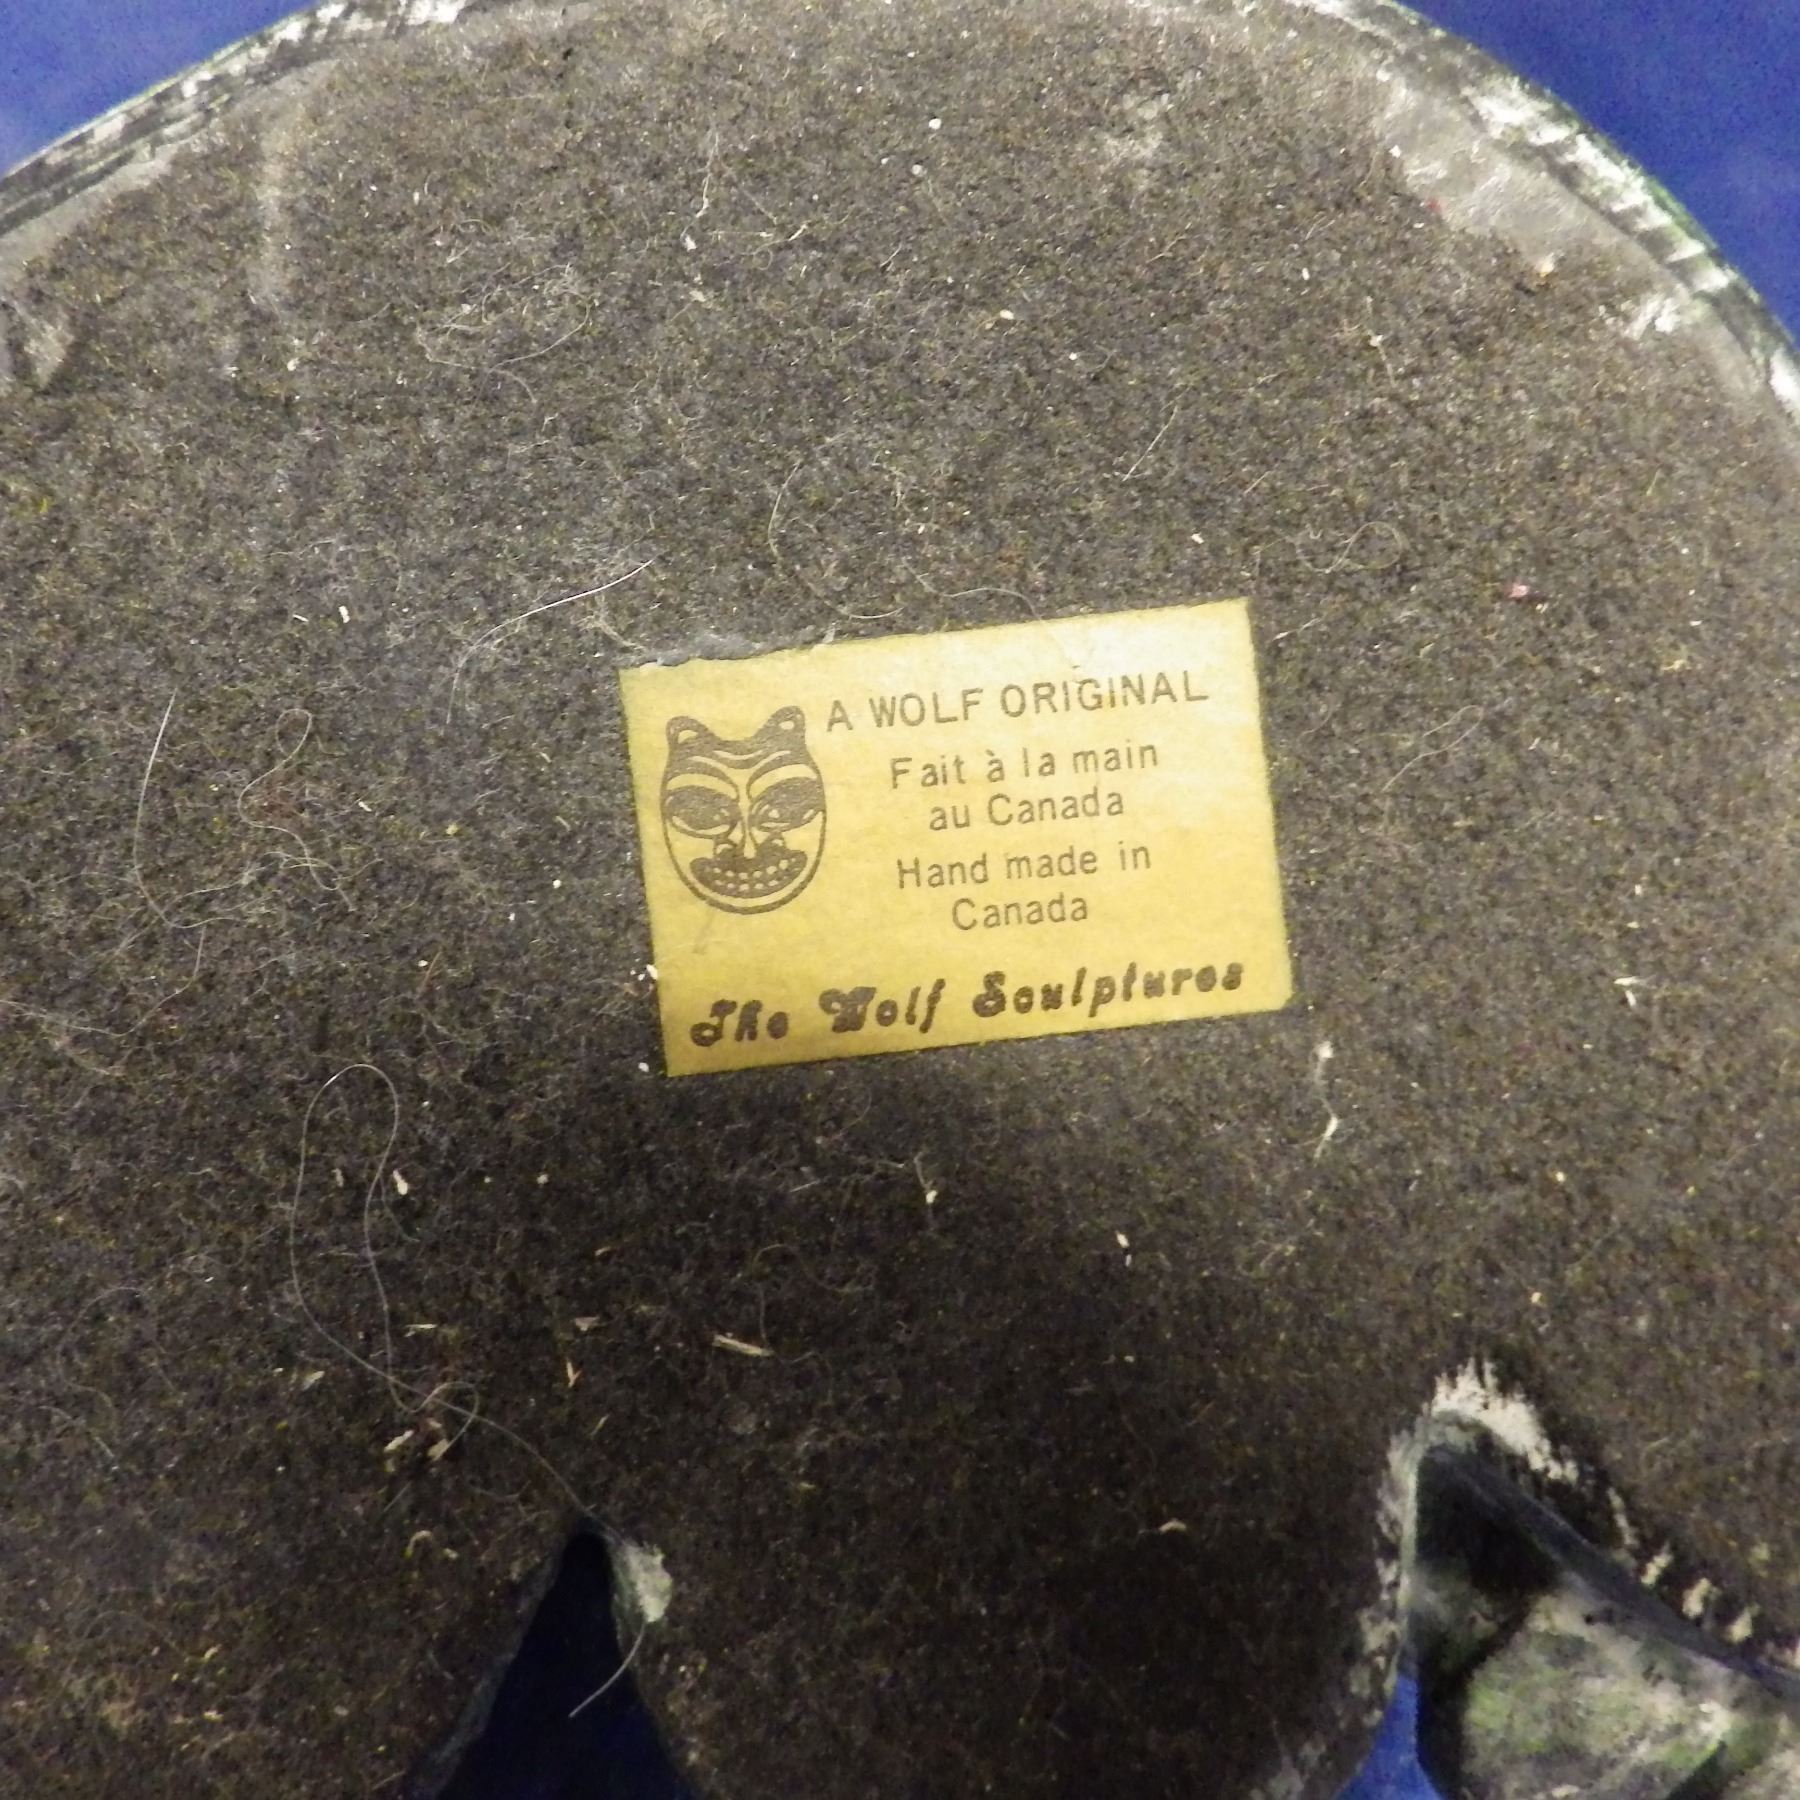 A WOLF ORIGINAL
Fait à la main
au Canada
Hand made in
Canada
The Wolf Sculptures